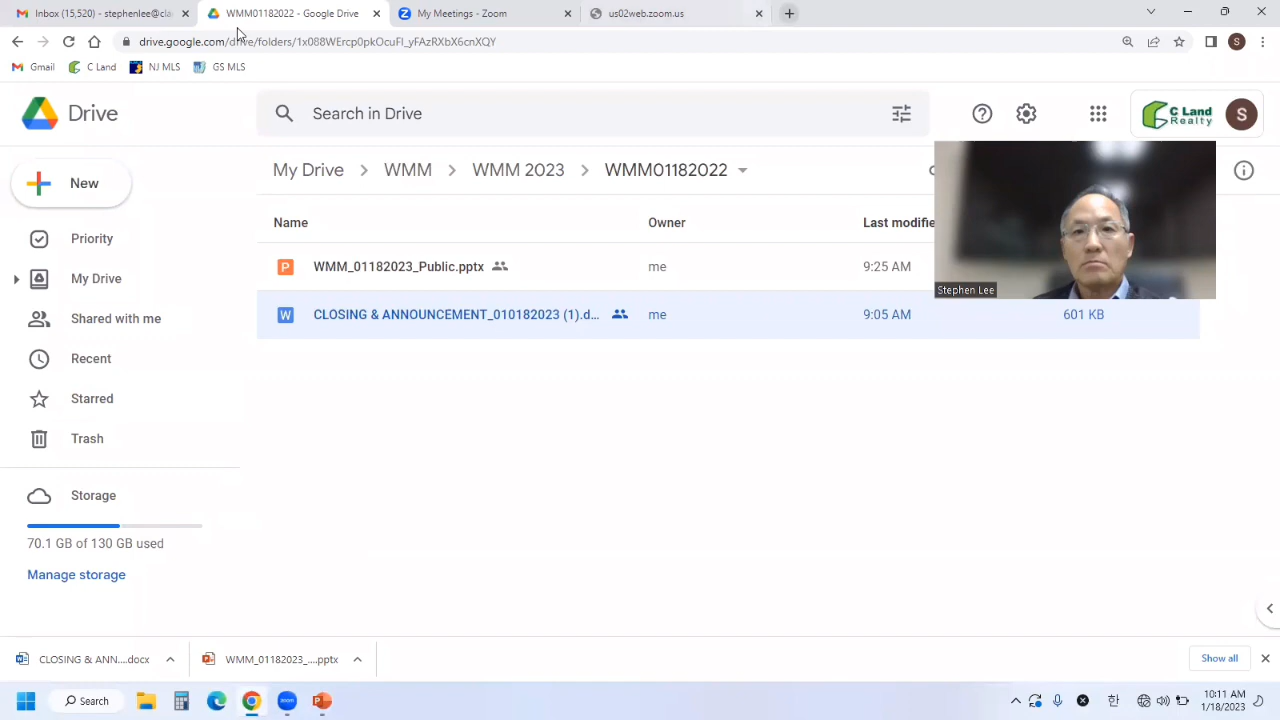 Inbox (15,520) - stephenlee@cla
WMM01182022 - Google Drive
My Meetings - Zoom
us02web.zoom.us
drive.google.com/drive/folders/1x088WErcp0pkOcuFI_yFAzRXbX6cnXQY
S
Gmail
C Land
NJ MLS
GS MLS
Drive
Search in Drive
C Land
Realty
S
New
My Drive
WMM
WMM 2023
WMM01182022
Name
Owner
Last modifie
WMM_01182023_Public.pptx
me
9:25 AM
CLOSING & ANNOUNCEMENT_010182023 (1).d...
me
9:05 AM
601 KB
Stephen Lee
Priority
My Drive
Shared with me
Recent
Starred
Trash
Storage
70.1 GB of 130 GB used
Manage storage
CLOSING & ANN....docx
WMM_01182023_....pptx
Show all
Search
zoom
한
10:11 AM
1/18/2023